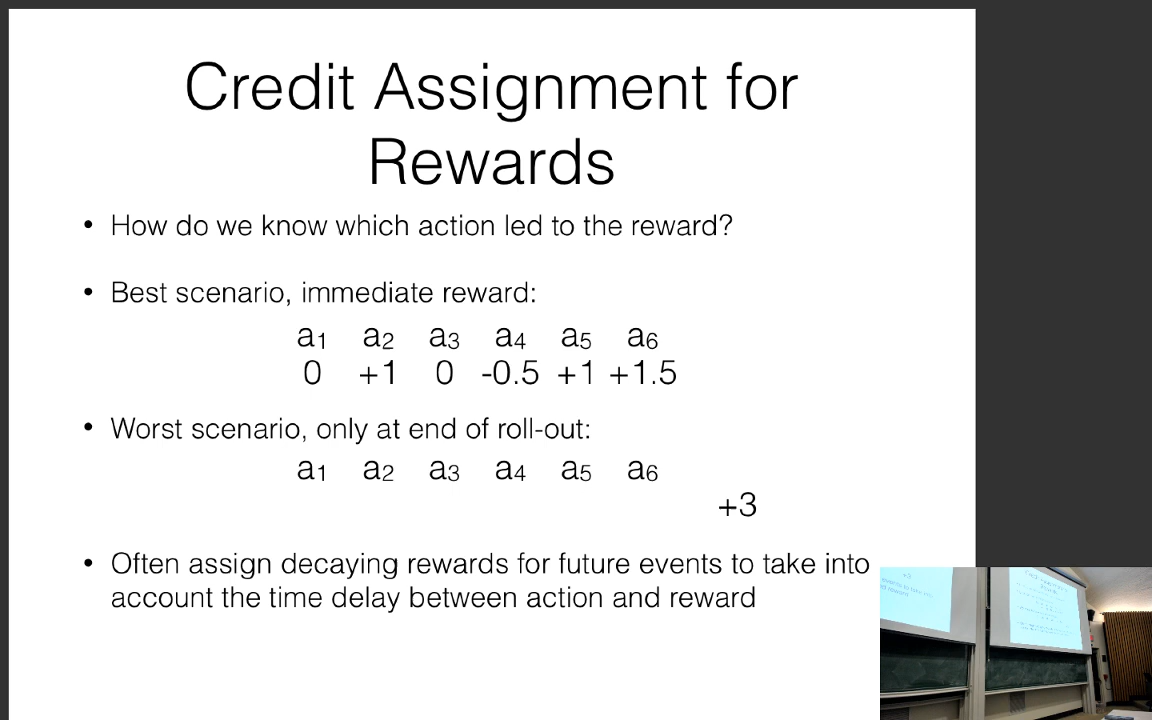 Credit Assignment for
Rewards
• How do we know which action led to the reward?
• Best scenario, immediate reward:
a1 a2 a3 a4 a5 a6
0 +1 0 -0.5 +1 +1.5
• Worst scenario, only at end of roll-out:
a1 a2 a3 a4 a5 a6
+3
• Often assign decaying rewards for future events to take into
account the time delay between action and reward